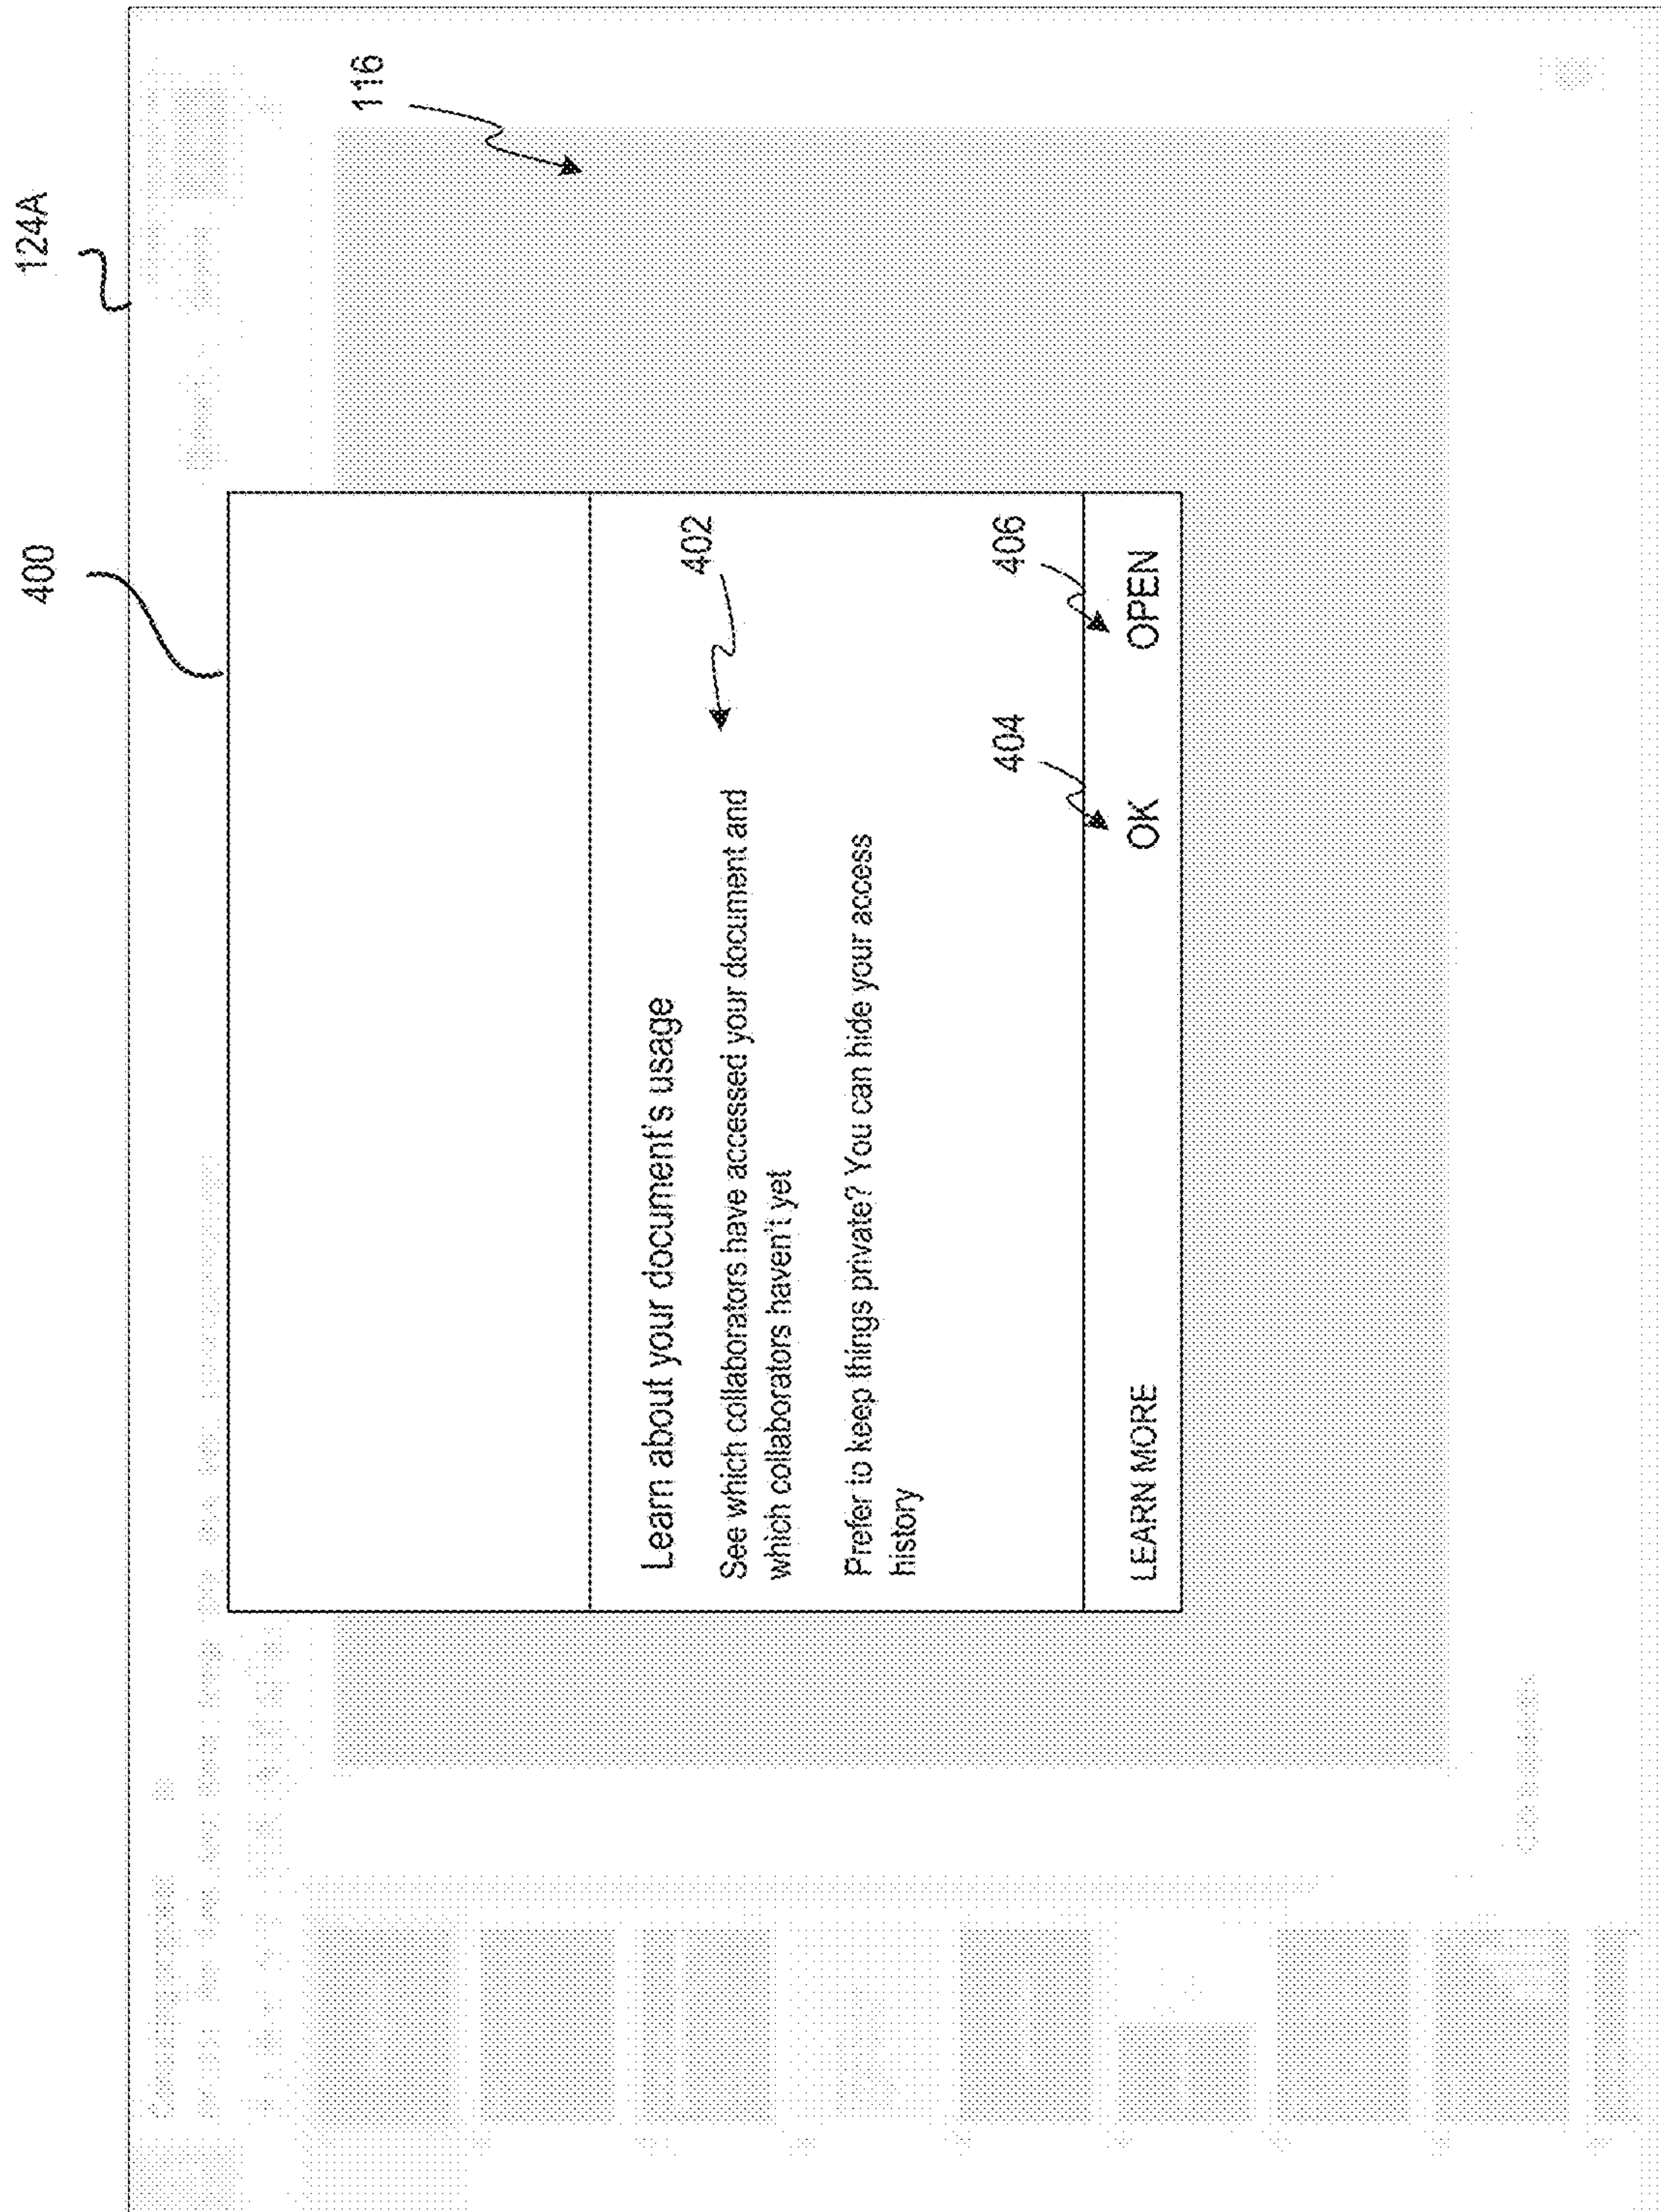 124A
400
116
402
Learn about your document's usage
See which collaborators have accessed your document and
which collaborators haven't yet
Prefer to keep things private? You can hide your access
history
404
406
LEARN MORE
OK
OPEN